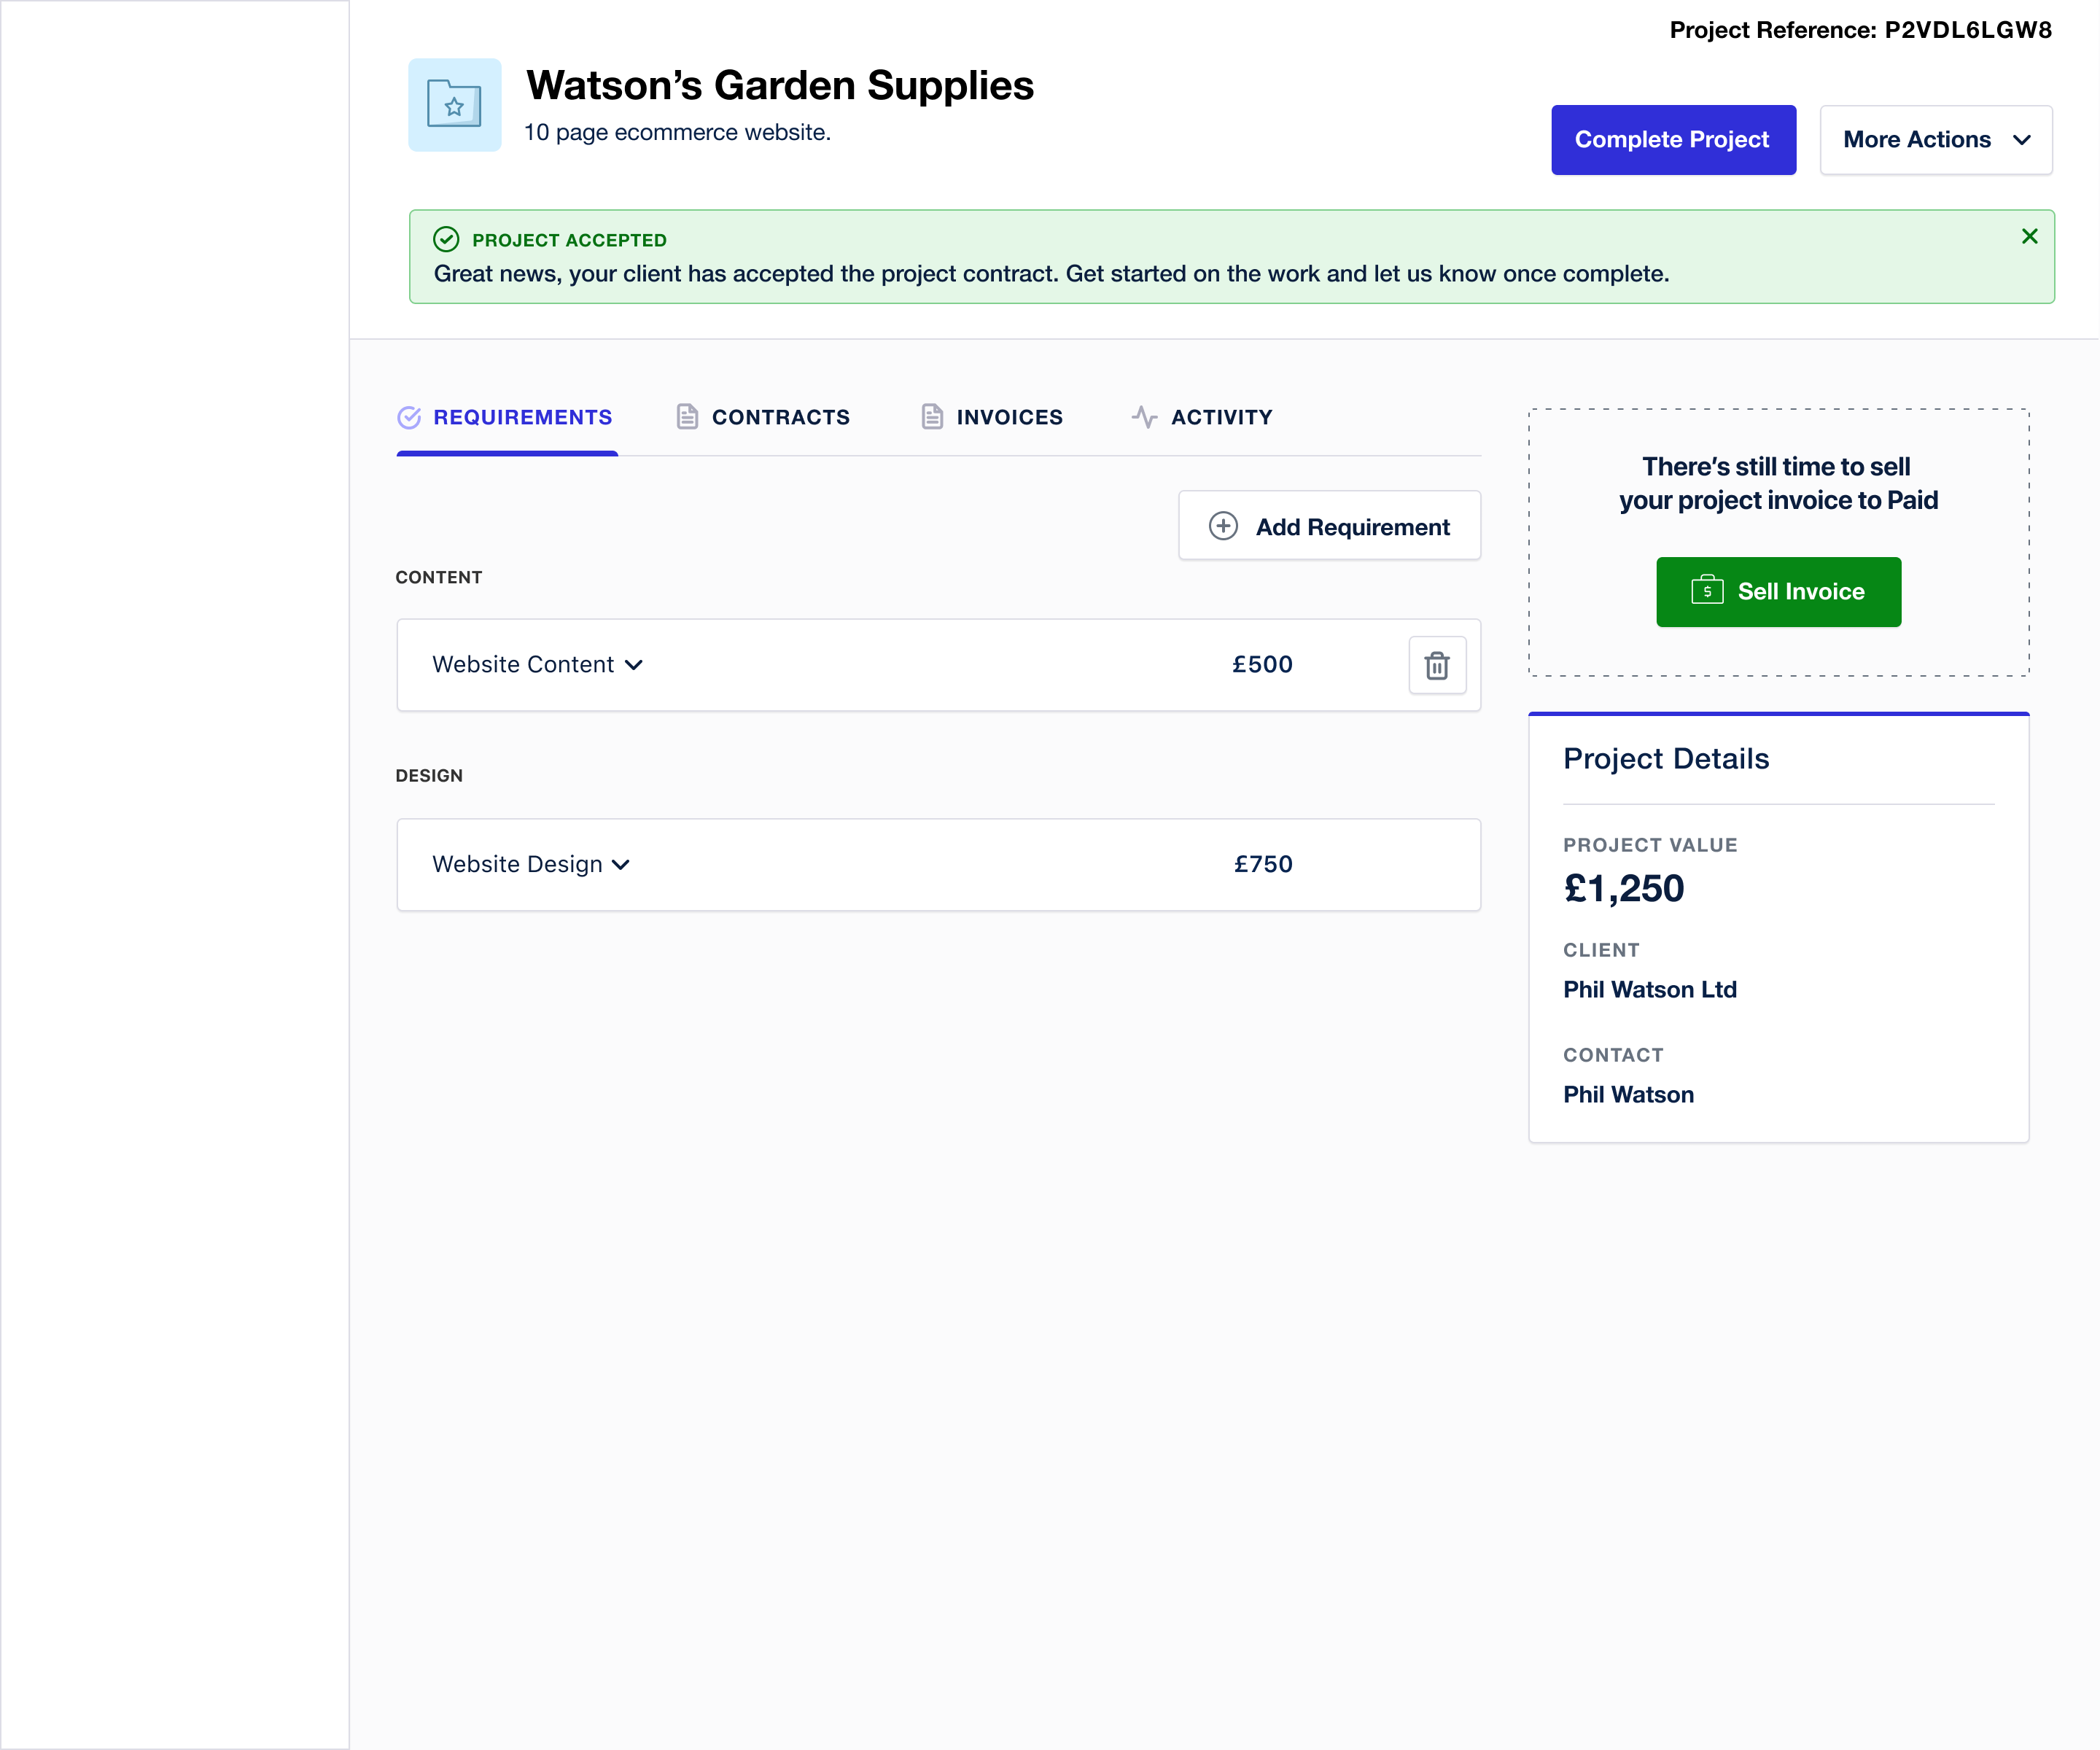 Project Reference: P2VDL6LGW8
Watson’s Garden Supplies
10 page ecommerce website.
Complete Project
More Actions
PROJECT ACCEPTED
Great news, your client has accepted the project contract. Get started on the work and let us know once complete.
REQUIREMENTS
CONTRACTS
INVOICES
ACTIVITY
Add Requirement
CONTENT
Website Content
£500
DESIGN
Website Design
£750
There’s still time to sell
your project invoice to Paid
$
Sell Invoice
Project Details
PROJECT VALUE
£1,250
CLIENT
Phil Watson Ltd
CONTACT
Phil Watson